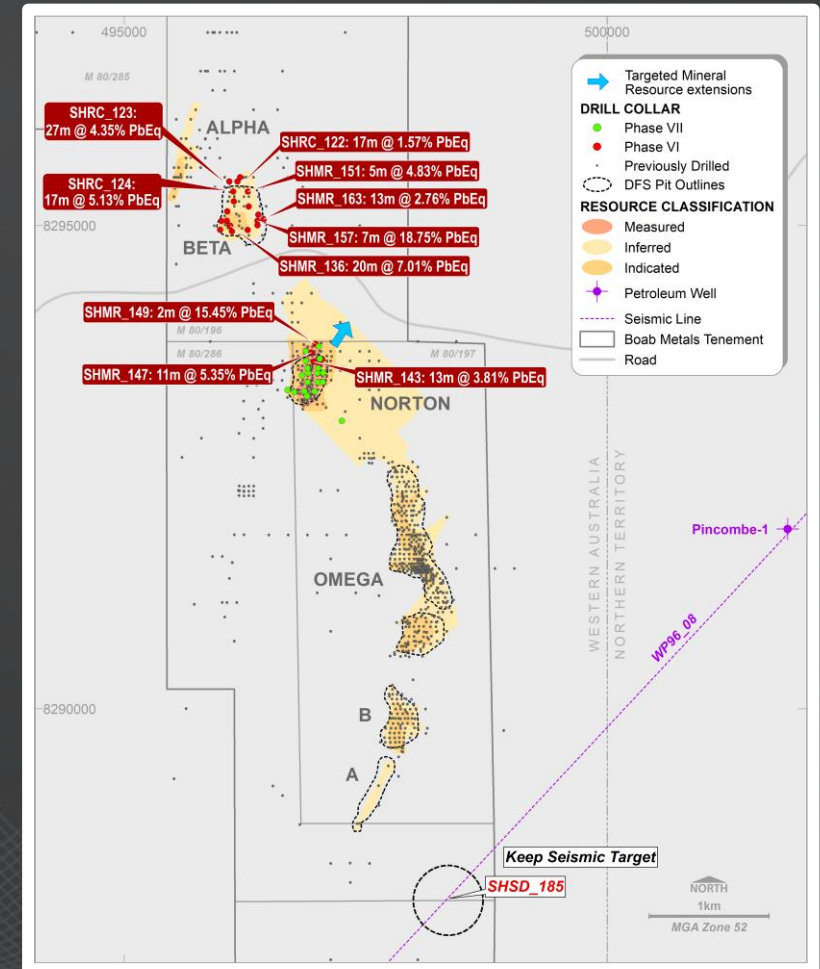 495000
500000
M 80/285
Targeted Mineral
Resource extensions
DRILL COLLAR
Phase VII
Phase VI
Previously Drilled
DFS Pit Outlines
RESOURCE CLASSIFICATION
Measured
Inferred
Indicated
Petroleum Well
Seismic Line
Boab Metals Tenement
Road
SHRC_123:
27m @ 4.35% PbEq
ALPHA
SHRC_122: 17m @ 1.57% PbEq
SHMR_151: 5m @ 4.83% PbEq
SHRC_124:
17m @ 5.13% PbEq
SHMR_163: 13m @ 2.76% PbEq
8295000
SHMR_157: 7m @ 18.75% PbEq
BETA
SHMR_136: 20m @ 7.01% PbEq
SHMR_149: 2m @ 15.45% PbEq
M 80/196
M 80/286
M 80/197
SHMR_147: 11m @ 5.35% PbEq
SHMR_143: 13m @ 3.81% PbEq
NORTON
WESTERN AUSTRALIA
NORTHERN TERRITORY
Pincombe-1
OMEGA
WP96_08
8290000
B
A
Keep Seismic Target
SHSD_185
NORTH
1km
MGA Zone 52